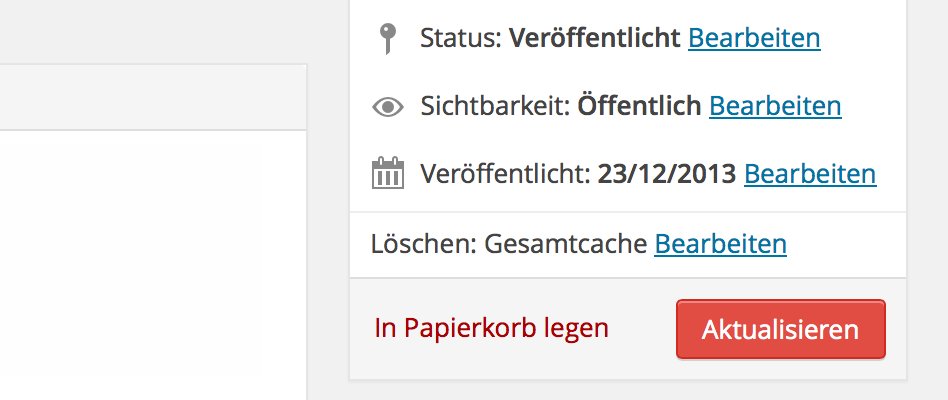 Status: Veröffentlicht Bearbeiten
Sichtbarkeit: Öffentlich Bearbeiten
Veröffentlicht: 23/12/2013 Bearbeiten
Löschen: Gesamtcache Bearbeiten
In Papierkorb legen Aktualisieren